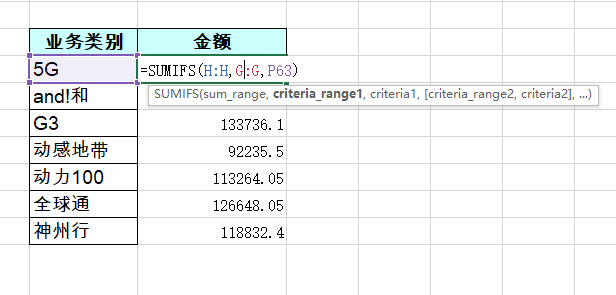 业务类别 金额
5G =SUMIFS(H:H,G:G,P63)
and!和 SUMIFS(sum_range, criteria_range1, criteria1, [criteria_range2, criteria2], ...)
G3 133736.1
动感地带 92235.5
动力100 113264.05
全球通 126648.05
神州行 118832.4